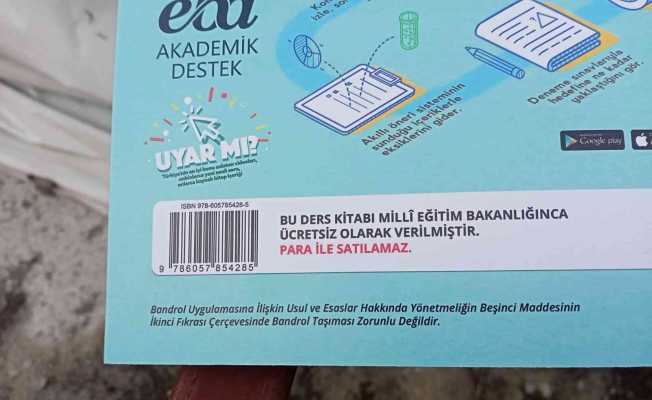 eba
AKADEMİK
DESTEK
UYAR MI?
Akıllı öneri sisteminin
sunduğu içeriklerle
eksiklerini gider.
Deneme sınavlarıyla
hedefine ne kadar
yaklaştığını gör.
Google play
ISBN 978-605785428-5
9 786057 854285
BU DERS KİTABI MİLLÎ EĞİTİM BAKANLIĞINCA
ÜCRETSİZ OLARAK VERİLMİŞTİR.
PARA İLE SATILAMAZ.
Bandrol Uygulamasına İlişkin Usul ve Esaslar Hakkında Yönetmeliğin Beşinci Maddesinin
İkinci Fıkrası Çerçevesinde Bandrol Taşıması Zorunlu Değildir.